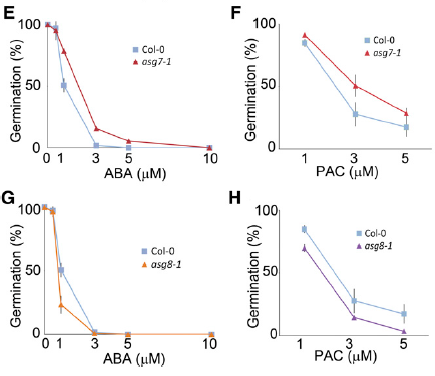 E
100
50
0
Germination (%)
Col-0
asg7-1
0 1 3 5 10
ABA (μM)
F
100
50
0
Germination (%)
Col-0
asg7-1
1 3 5
PAC (μM)
G
100
50
0
Germination (%)
Col-0
asg8-1
0 1 3 5 10
ABA (μM)
H
100
50
0
Germination (%)
Col-0
asg8-1
1 3 5
PAC (μM)